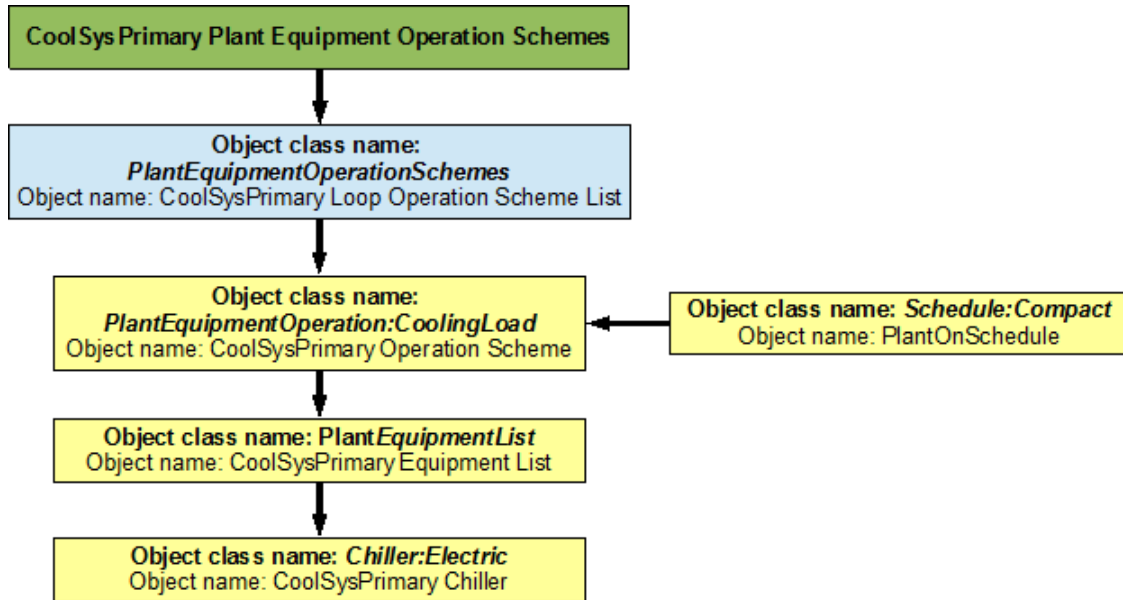 CoolSysPrimary Plant Equipment Operation Schemes
Object class name:
PlantEquipmentOperationSchemes
Object name: CoolSysPrimary Loop Operation Scheme List
Object class name:
PlantEquipmentOperation:CoolingLoad
Object name: CoolSysPrimary Operation Scheme
Object class name: Schedule:Compact
Object name: PlantOnSchedule
Object class name: PlantEquipmentList
Object name: CoolSysPrimary Equipment List
Object class name: Chiller:Electric
Object name: CoolSysPrimary Chiller